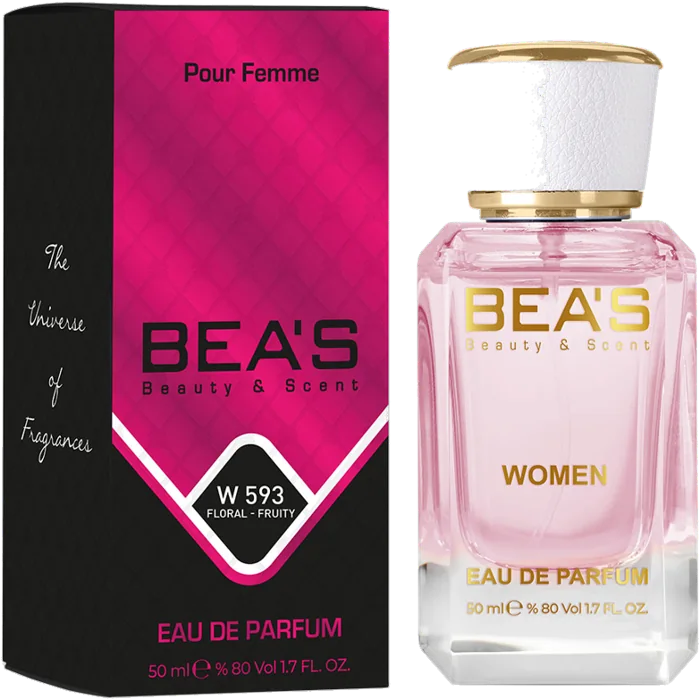 Pour Femme
The
Universe
of
Fragrances
BEA'S
Beauty & Scent
W 593
FLORAL - FRUITY
EAU DE PARFUM
50 ml ℮ % 80 Vol 1.7 FL. OZ.
BEA'S
Beauty & Scent
WOMEN
EAU DE PARFUM
50 ml ℮ % 80 Vol 1.7 FL. OZ.